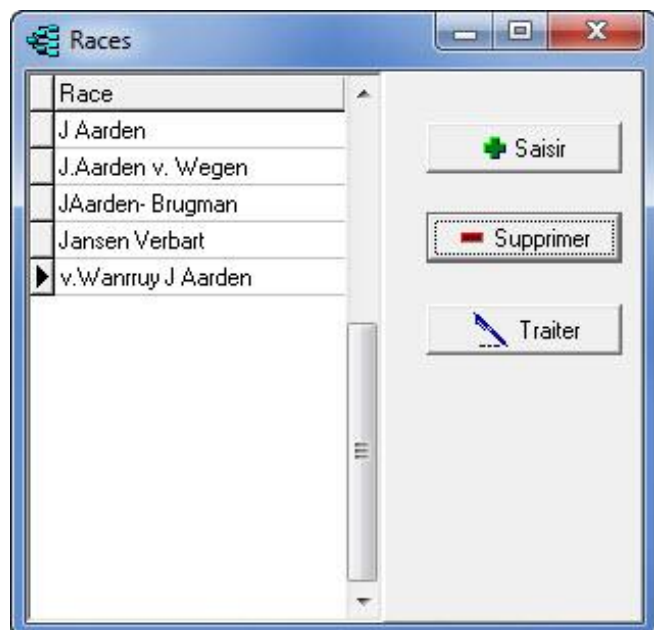 Races
Race
J Aarden
J.Aarden v. Wegen
JAarden- Brugman
Jansen Verbart
v.Wanrruy J Aarden
Saisir
Supprimer
Traiter